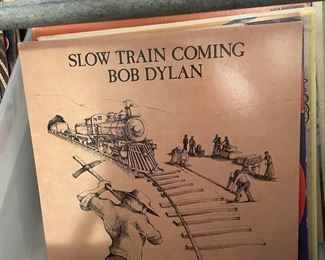 SLOW TRAIN COMING
BOB DYLAN